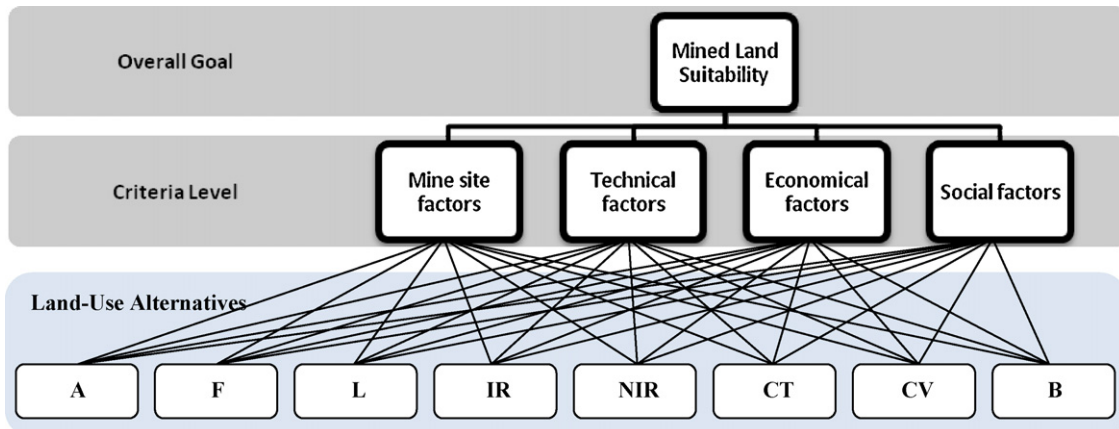 Overall Goal
Mined Land
Suitability
Criteria Level
Mine site
factors
Technical
factors
Economical
factors
Social factors
Land-Use Alternatives
A
F
L
IR
NIR
CT
CV
B